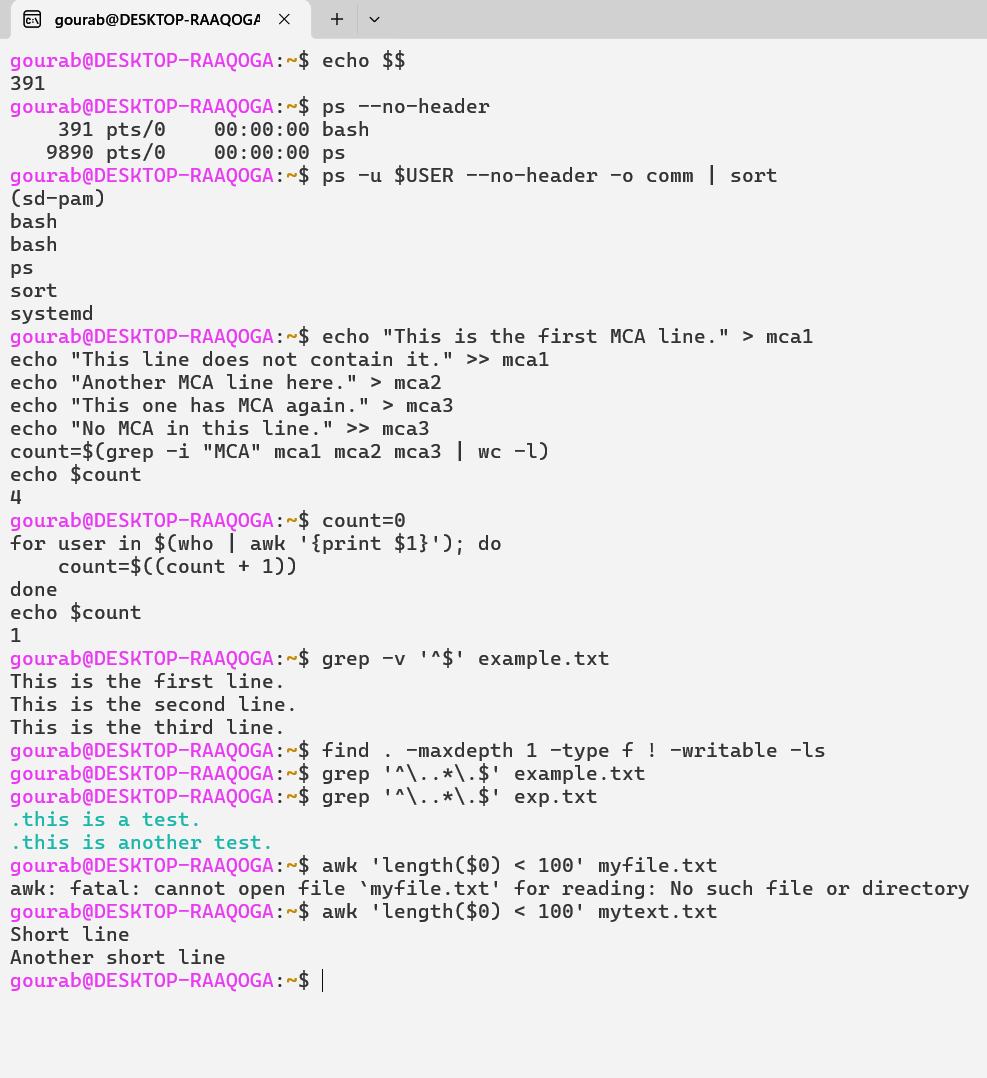 gourab@DESKTOP-RAAQOGA
gourab@DESKTOP-RAAQOGA:~$ echo $$
391
gourab@DESKTOP-RAAQOGA:~$ ps --no-header
    391 pts/0    00:00:00 bash
   9890 pts/0    00:00:00 ps
gourab@DESKTOP-RAAQOGA:~$ ps -u $USER --no-header -o comm | sort
(sd-pam)
bash
bash
ps
sort
systemd
gourab@DESKTOP-RAAQOGA:~$ echo "This is the first MCA line." > mca1
echo "This line does not contain it." >> mca1
echo "Another MCA line here." > mca2
echo "This one has MCA again." > mca3
echo "No MCA in this line." >> mca3
count=$(grep -i "MCA" mca1 mca2 mca3 | wc -l)
echo $count
4
gourab@DESKTOP-RAAQOGA:~$ count=0
for user in $(who | awk '{print $1}'); do
    count=$((count + 1))
done
echo $count
1
gourab@DESKTOP-RAAQOGA:~$ grep -v '^$' example.txt
This is the first line.
This is the second line.
This is the third line.
gourab@DESKTOP-RAAQOGA:~$ find . -maxdepth 1 -type f ! -writable -ls
gourab@DESKTOP-RAAQOGA:~$ grep '^\..*\.$' example.txt
gourab@DESKTOP-RAAQOGA:~$ grep '^\..*\.$' exp.txt
.this is a test.
.this is another test.
gourab@DESKTOP-RAAQOGA:~$ awk 'length($0) < 100' myfile.txt
awk: fatal: cannot open file `myfile.txt' for reading: No such file or directory
gourab@DESKTOP-RAAQOGA:~$ awk 'length($0) < 100' mytext.txt
Short line
Another short line
gourab@DESKTOP-RAAQOGA:~$